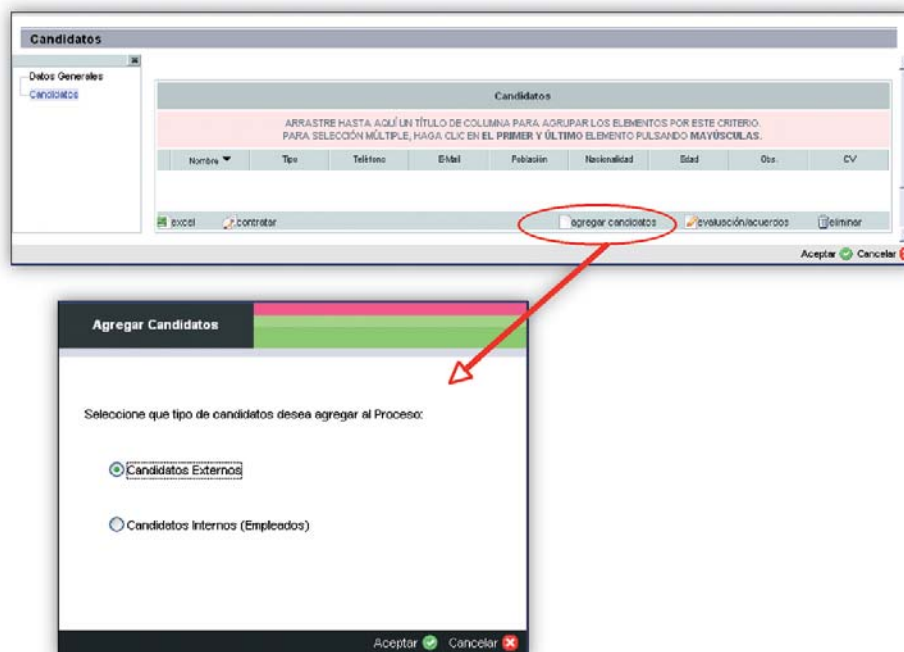 Candidatos
Datos Generales
Candidatos
Candidatos
ARRASTRE HASTA AQUÍ UN TÍTULO DE COLUMNA PARA AGRUPAR LOS ELEMENTOS POR ESTE CRITERIO.
PARA SELECCIÓN MÚLTIPLE, HAGA CLIC EN EL PRIMER Y ÚLTIMO ELEMENTO PULSANDO MAYÚSCULAS.
Nombre Tipo Teléfono E-Mail Población Nacionalidad Edad Obs. CV
excel contratar agregar candidatos evaluación/acuerdos eliminar
Aceptar Cancelar
Agregar Candidatos
Seleccione que tipo de candidatos desea agregar al Proceso:
Candidatos Externos
Candidatos Internos (Empleados)
Aceptar Cancelar